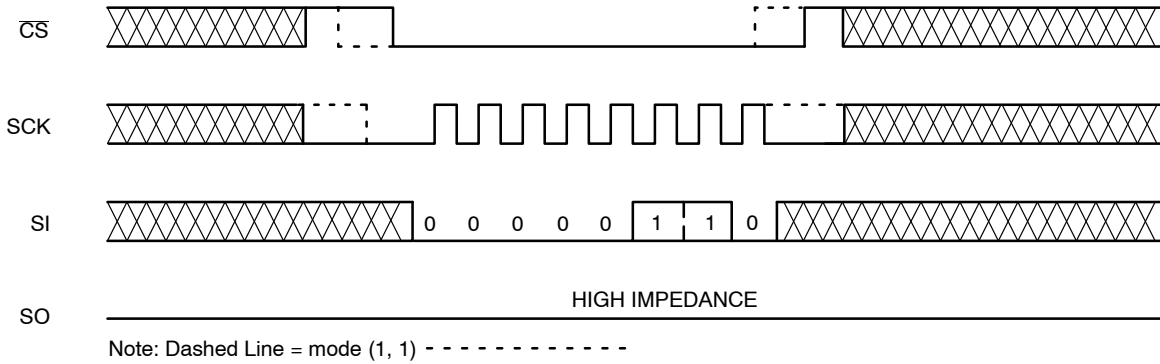 CS
SCK
SI 0 0 0 0 0 1 1 0
HIGH IMPEDANCE
SO
Note: Dashed Line = mode (1, 1) - - - - - - - - - - - -